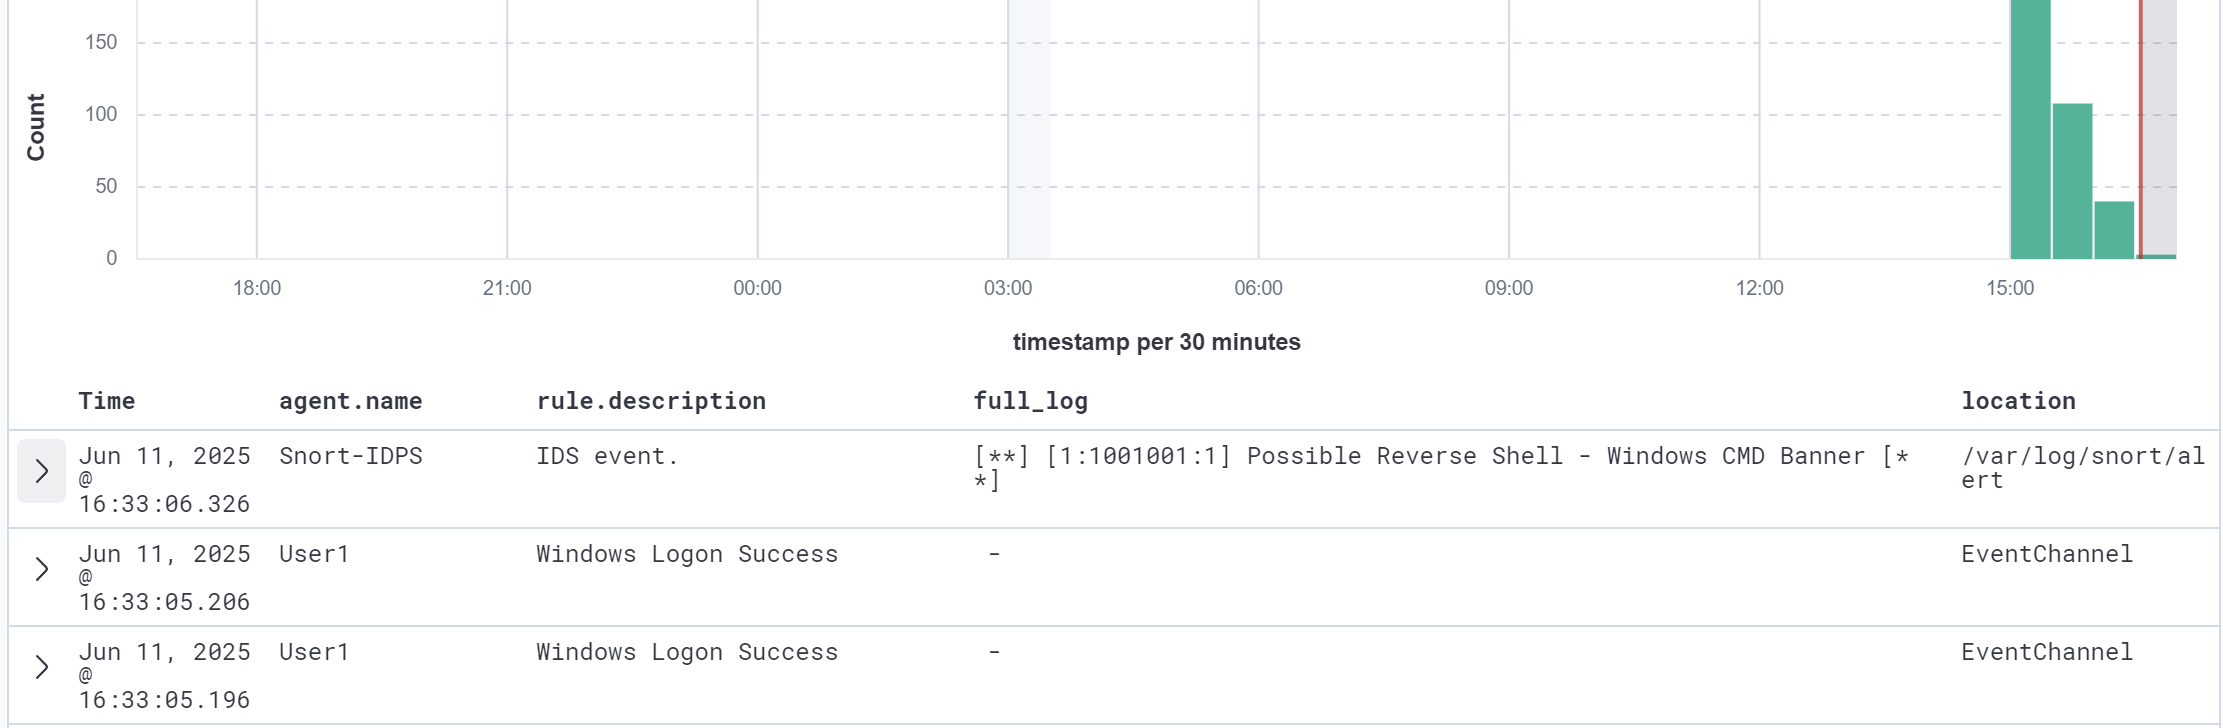 150
100
50
0
Count
18:00 21:00 00:00 03:00 06:00 09:00 12:00 15:00
timestamp per 30 minutes
Time agent.name rule.description full_log location
Jun 11, 2025 Snort-IDPS IDS event. [**] [1:1001001:1] Possible Reverse Shell - Windows CMD Banner [* /var/log/snort/al
@ *] ert
16:33:06.326
Jun 11, 2025 User1 Windows Logon Success - EventChannel
@
16:33:05.206
Jun 11, 2025 User1 Windows Logon Success - EventChannel
@
16:33:05.196